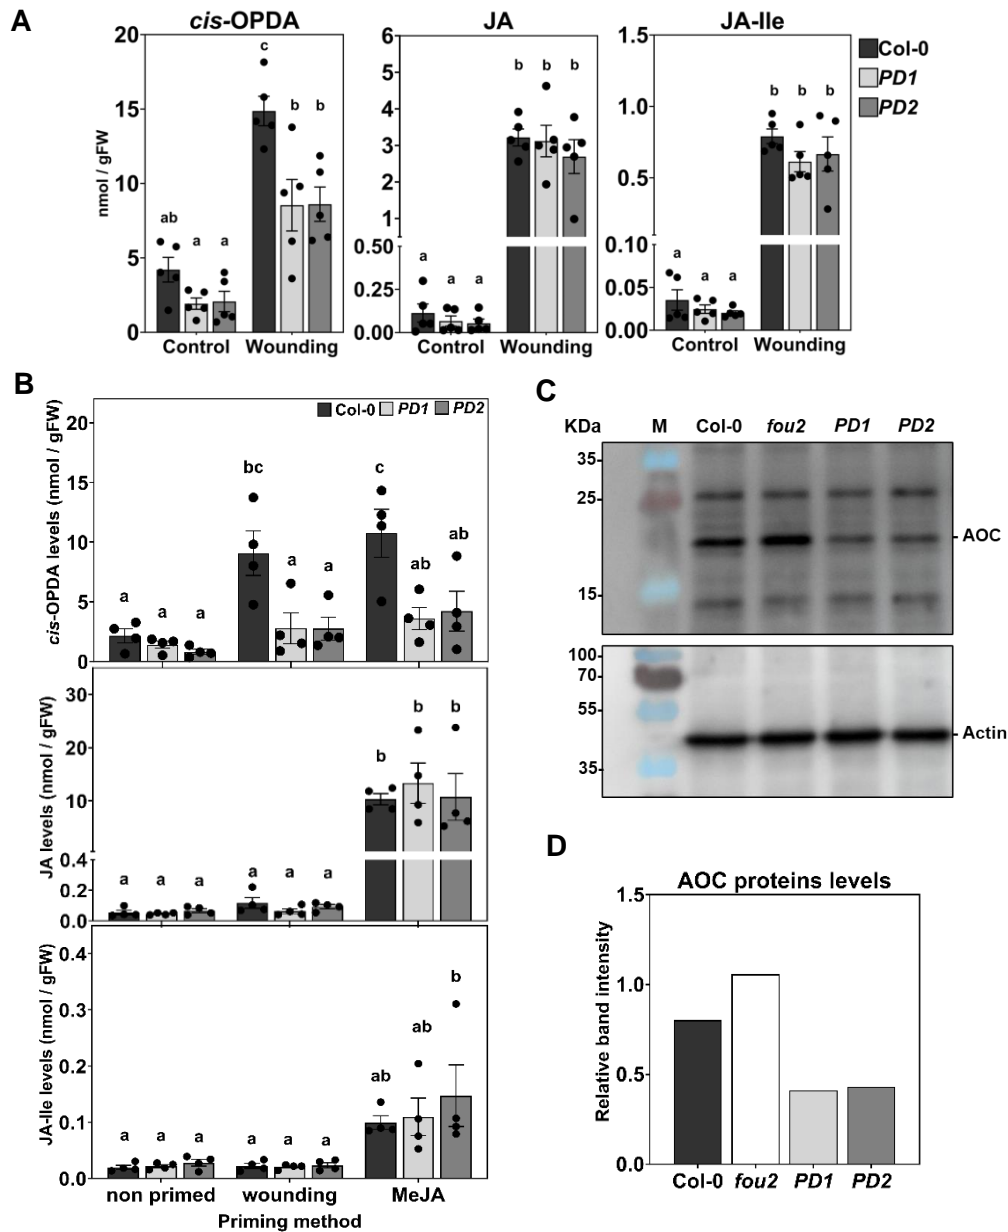 A
cis-OPDA
JA
JA-Ile
Col-0
PD1
PD2
nmol / gFW
20
15
10
5
0
6
5
4
3
2
1
0.50
0.25
0.00
1.5
1.0
0.5
0.10
0.05
0.00
ab
a
a
c
b
b
a
a
a
b
b
b
a
a
a
b
b
b
Control
Wounding
Control
Wounding
Control
Wounding
B
Col-0 PD1 PD2
cis-OPDA levels (nmol / gFW)
20
15
10
5
0
a
a
a
bc
a
a
c
ab
ab
JA levels (nmol / gFW)
30
20
10
0.4
0.2
0.0
a
a
a
a
a
a
b
b
b
JA-Ile levels (nmol / gFW)
0.4
0.3
0.2
0.1
0.0
a
a
a
a
a
a
ab
ab
b
non primed
wounding
MeJA
Priming method
C
KDa
M
Col-0
fou2
PD1
PD2
35
25
15
AOC
100
70
55
35
Actin
D
AOC proteins levels
Relative band intensity
1.5
1.0
0.5
0.0
Col-0
fou2
PD1
PD2